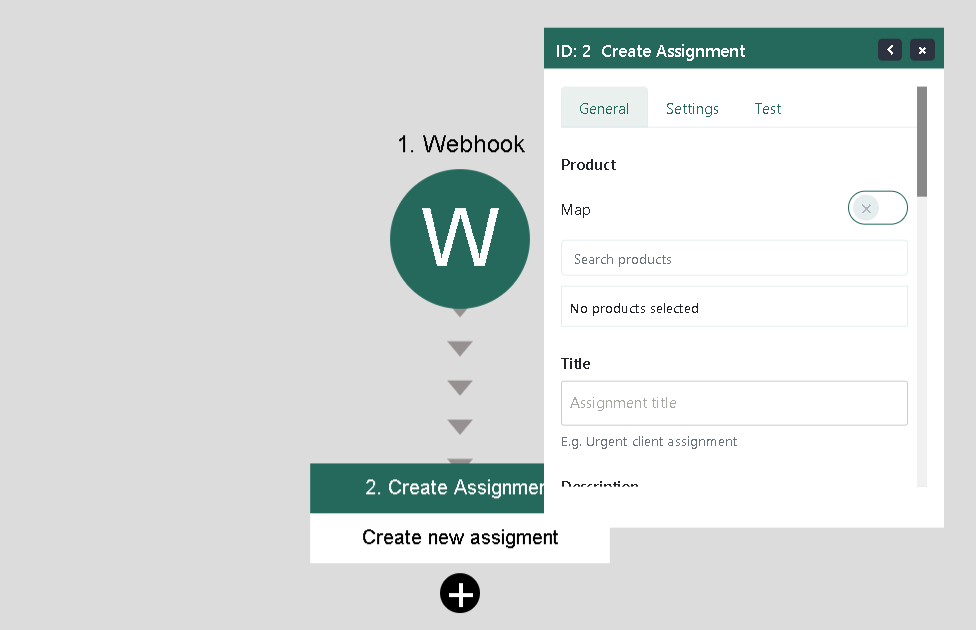 ID: 2 Create Assignment
General Settings Test
1. Webhook
W
Product
Map
Search products
No products selected
Title
Assignment title
E.g. Urgent client assignment
Description
2. Create Assignmen
Create new assigment